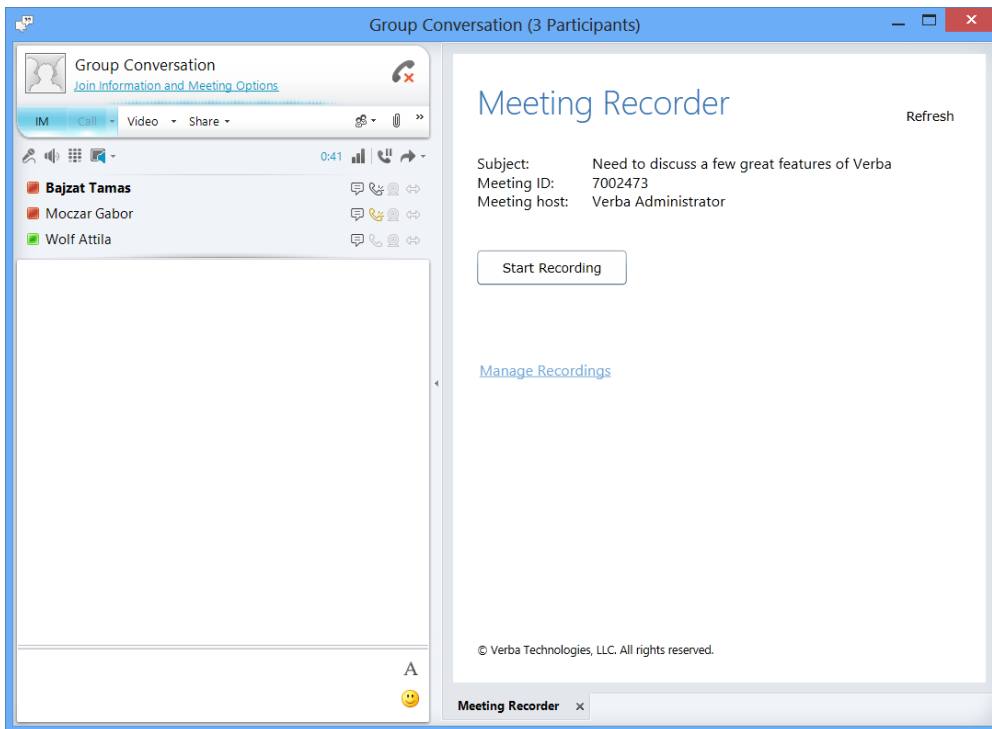 Group Conversation (3 Participants)
Group Conversation
Join Information and Meeting Options
IM Call Video Share
0:41
Bajzat Tamas
Moczar Gabor
Wolf Attila
A
Meeting Recorder
Refresh
Subject: Need to discuss a few great features of Verba
Meeting ID: 7002473
Meeting host: Verba Administrator
Start Recording
Manage Recordings
© Verba Technologies, LLC. All rights reserved.
Meeting Recorder x